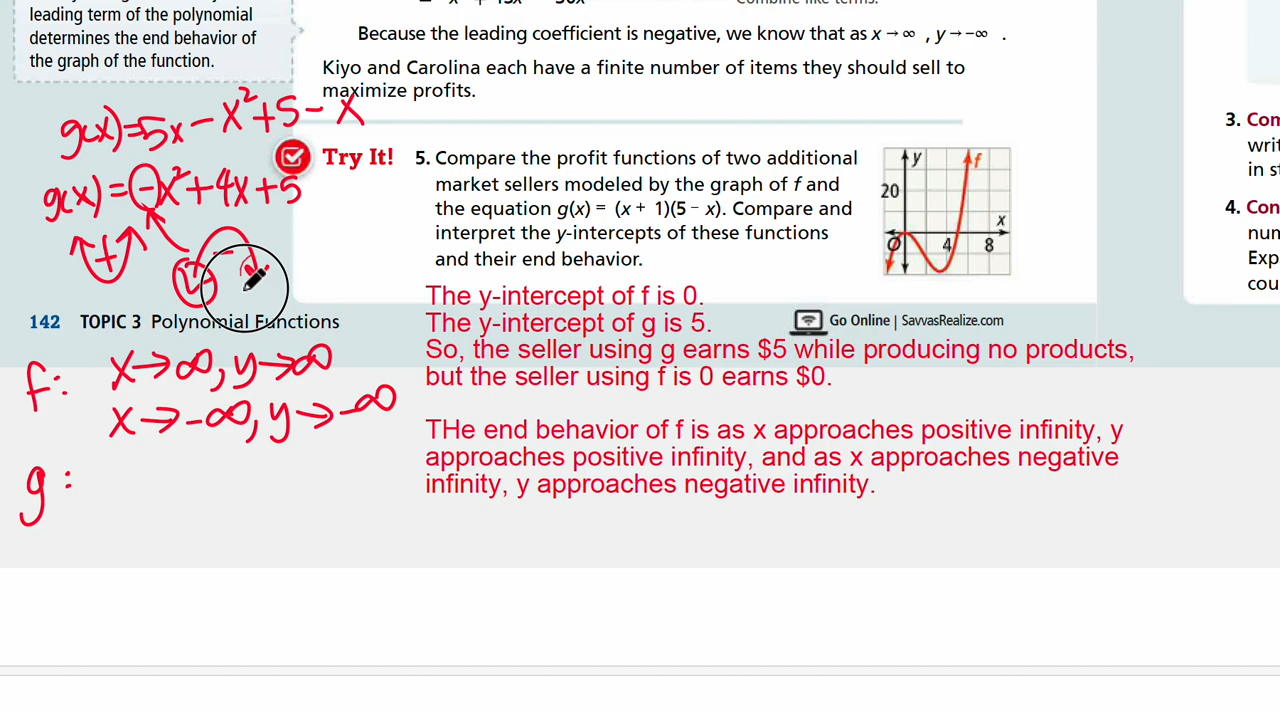 leading term of the polynomial
determines the end behavior of
the graph of the function.
Combine like terms.
Because the leading coefficient is negative, we know that as x → ∞ , y → -∞ .
Kiyo and Carolina each have a finite number of items they should sell to
maximize profits.
g(x)=5x-x²+5-x
g(x)=-x²+4x+5
Try It! 5. Compare the profit functions of two additional
market sellers modeled by the graph of f and
the equation g(x) = (x + 1)(5 - x). Compare and
interpret the y-intercepts of these functions
and their end behavior.
y f
20
x
O 4 8
+
-
The y-intercept of f is 0.
The y-intercept of g is 5.
So, the seller using g earns $5 while producing no products,
but the seller using f is 0 earns $0.
142 TOPIC 3 Polynomial Functions
Go Online | SavvasRealize.com
f: x→∞, y→∞
x→-∞, y→-∞
g:
THe end behavior of f is as x approaches positive infinity, y
approaches positive infinity, and as x approaches negative
infinity, y approaches negative infinity.
3. Com
writ
in st
4. Con
num
Exp
cou